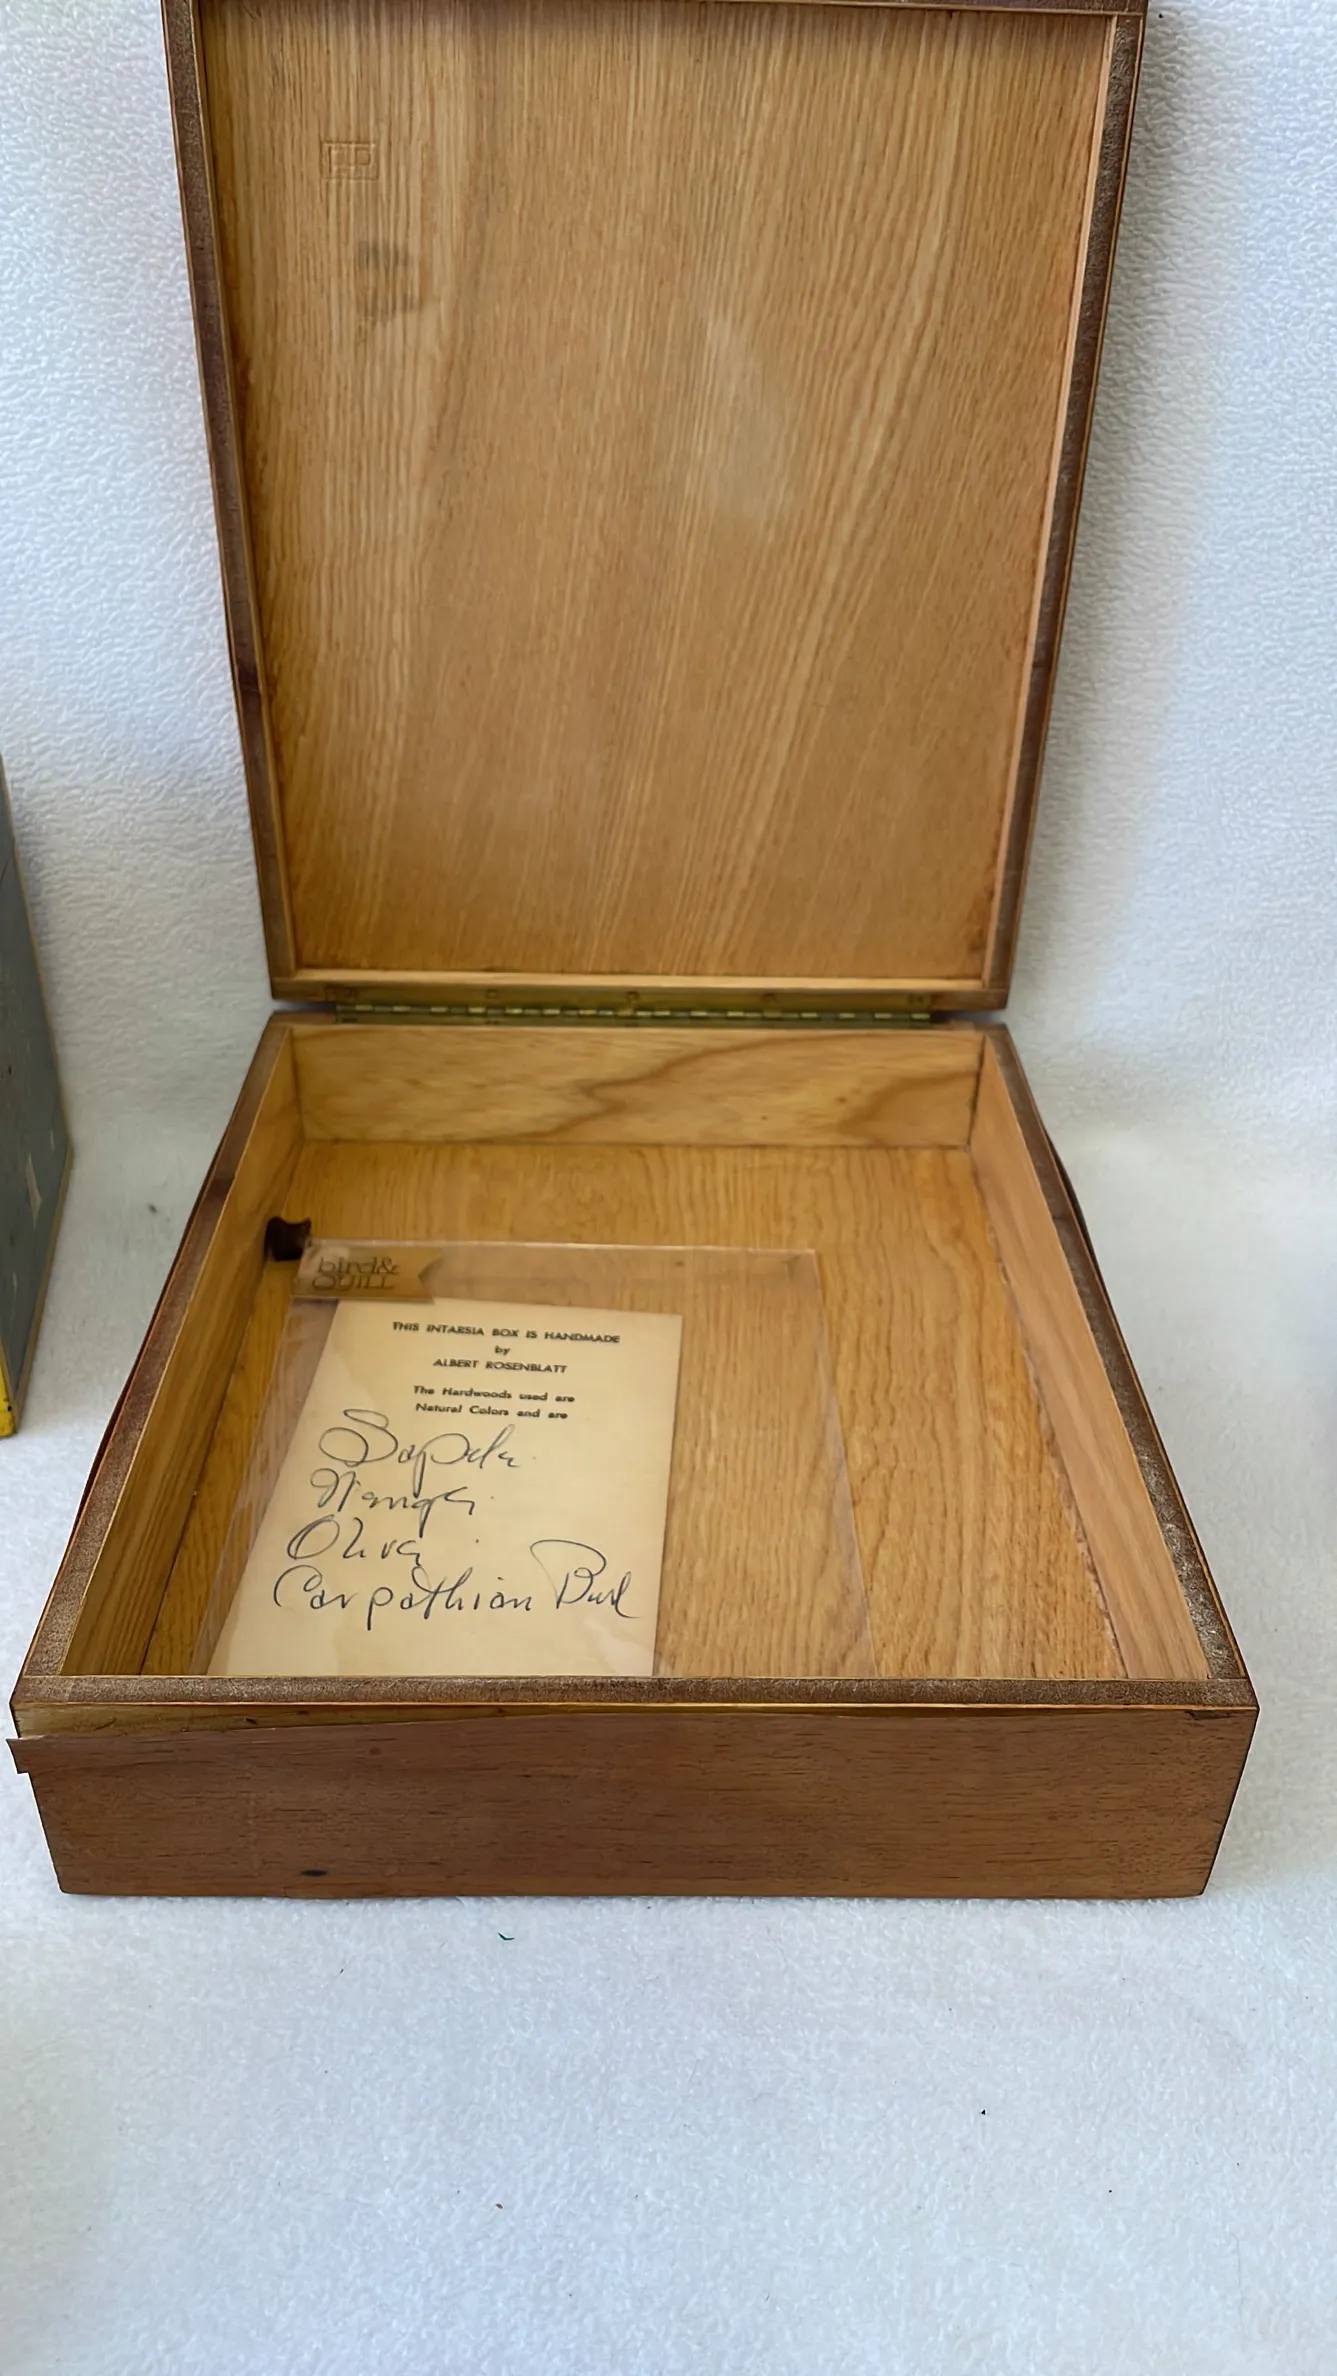 bird&
QUILL
THIS INTARSIA BOX IS HANDMADE
by
ALBERT ROSENBLATT
The Hardwoods used are
Natural Colors and are
Sapele
Olive
Carpathian Burl